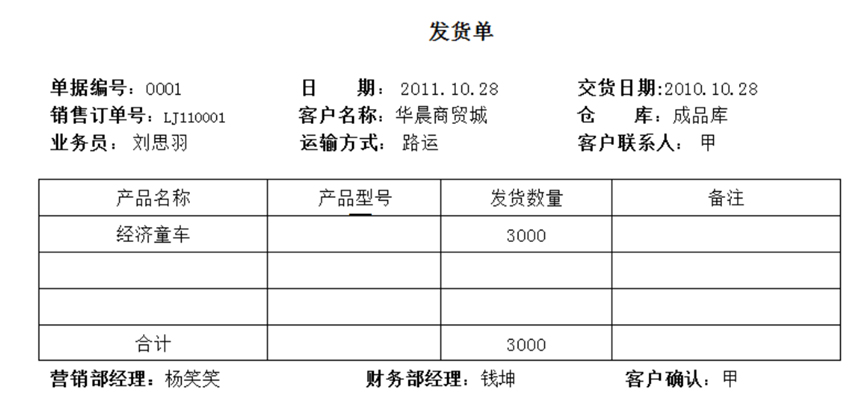 发货单
单据编号：0001 日 期：2011.10.28 交货日期:2010.10.28
销售订单号：LJ110001 客户名称：华晨商贸城 仓 库：成品库
业务员：刘思羽 运输方式：路运 客户联系人：甲
产品名称 产品型号 发货数量 备注
经济童车 3000
合计 3000
营销部经理：杨笑笑 财务部经理：钱坤 客户确认：甲